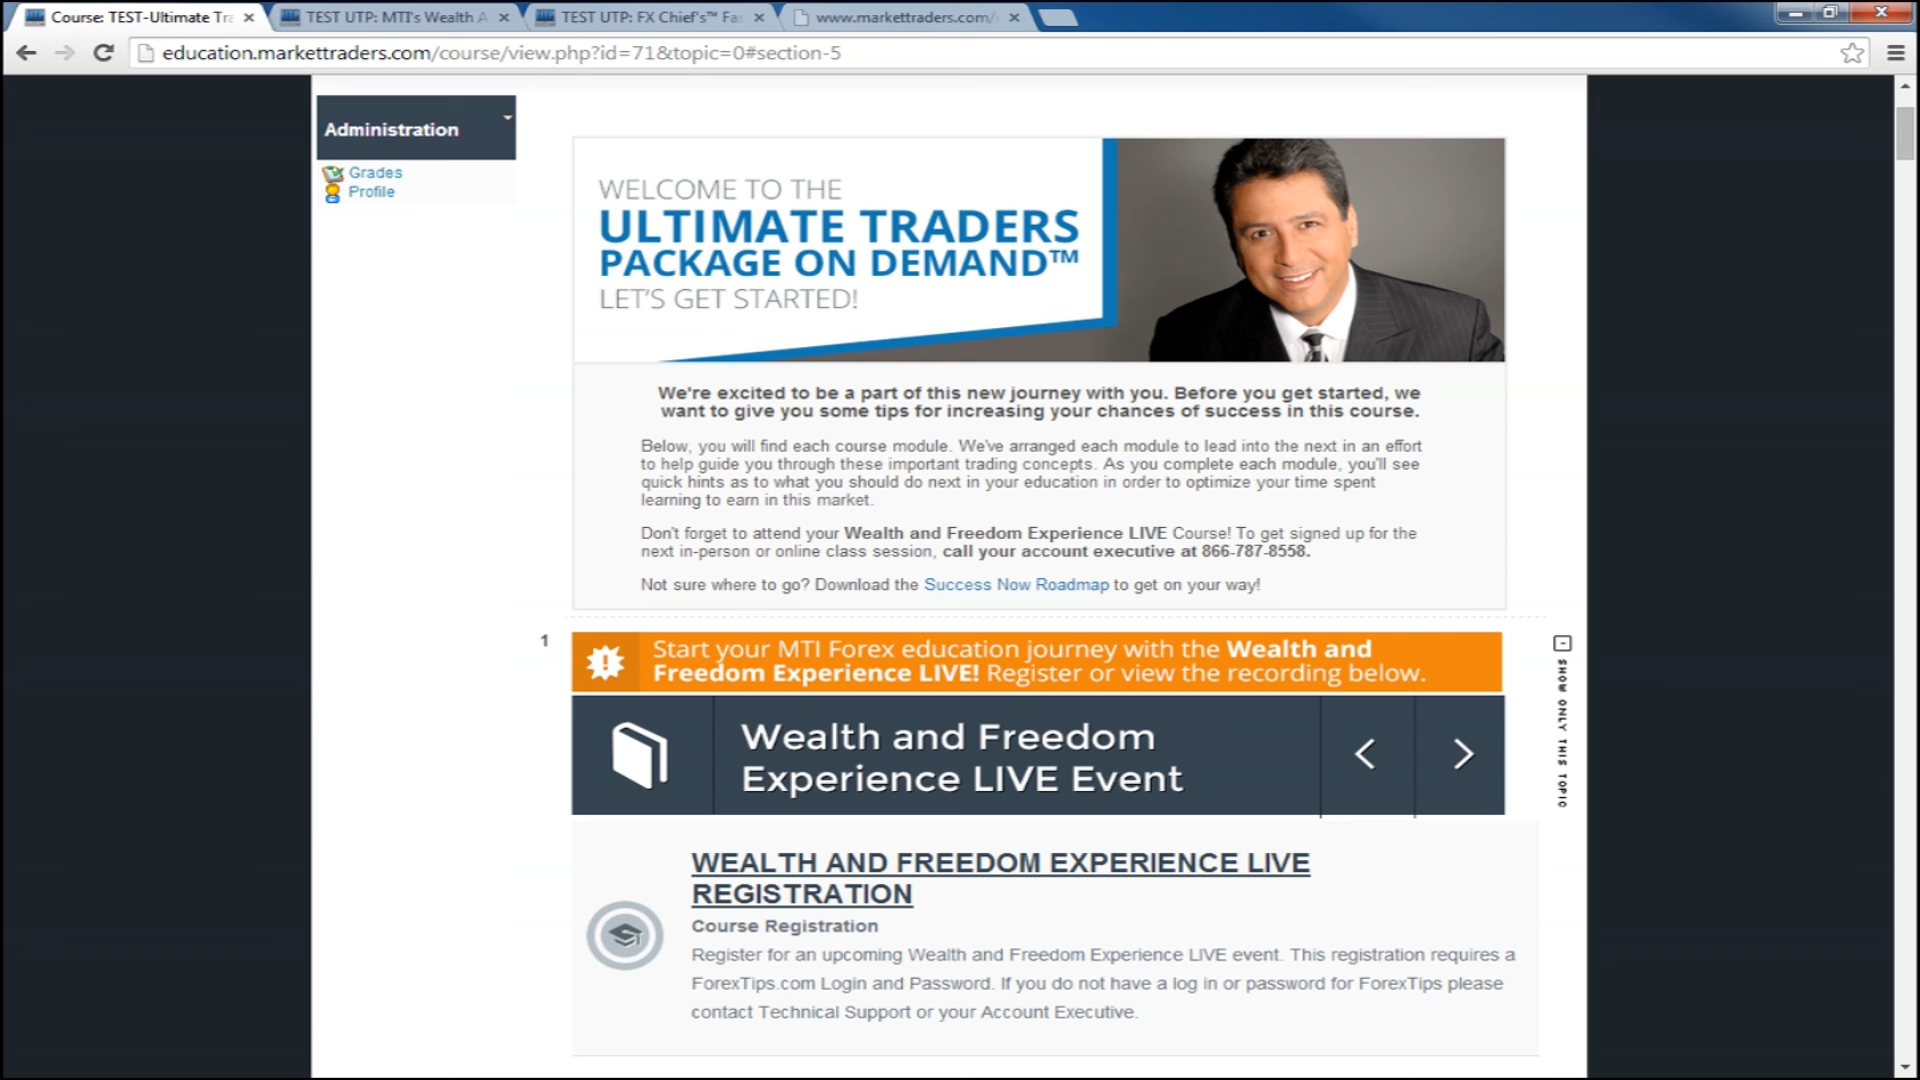 Course: TEST-Ultimate Tra
TEST UTP: MTI's Wealth A
TEST UTP: FX Chief's™ Fas
www.markettraders.com/
education.markettraders.com/course/view.php?id=71&topic=0#section-5
Administration
Grades
Profile
WELCOME TO THE
ULTIMATE TRADERS
PACKAGE ON DEMAND™
LET'S GET STARTED!
We're excited to be a part of this new journey with you. Before you get started, we
want to give you some tips for increasing your chances of success in this course.
Below, you will find each course module. We've arranged each module to lead into the next in an effort
to help guide you through these important trading concepts. As you complete each module, you'll see
quick hints as to what you should do next in your education in order to optimize your time spent
learning to earn in this market.
Don't forget to attend your Wealth and Freedom Experience LIVE Course! To get signed up for the
next in-person or online class session, call your account executive at 866-787-8558.
Not sure where to go? Download the Success Now Roadmap to get on your way!
1
Start your MTI Forex education journey with the Wealth and
Freedom Experience LIVE! Register or view the recording below.
SHOW ONLY THIS TOPIC
Wealth and Freedom
Experience LIVE Event
WEALTH AND FREEDOM EXPERIENCE LIVE
REGISTRATION
Course Registration
Register for an upcoming Wealth and Freedom Experience LIVE event. This registration requires a
ForexTips.com Login and Password. If you do not have a log in or password for ForexTips please
contact Technical Support or your Account Executive.